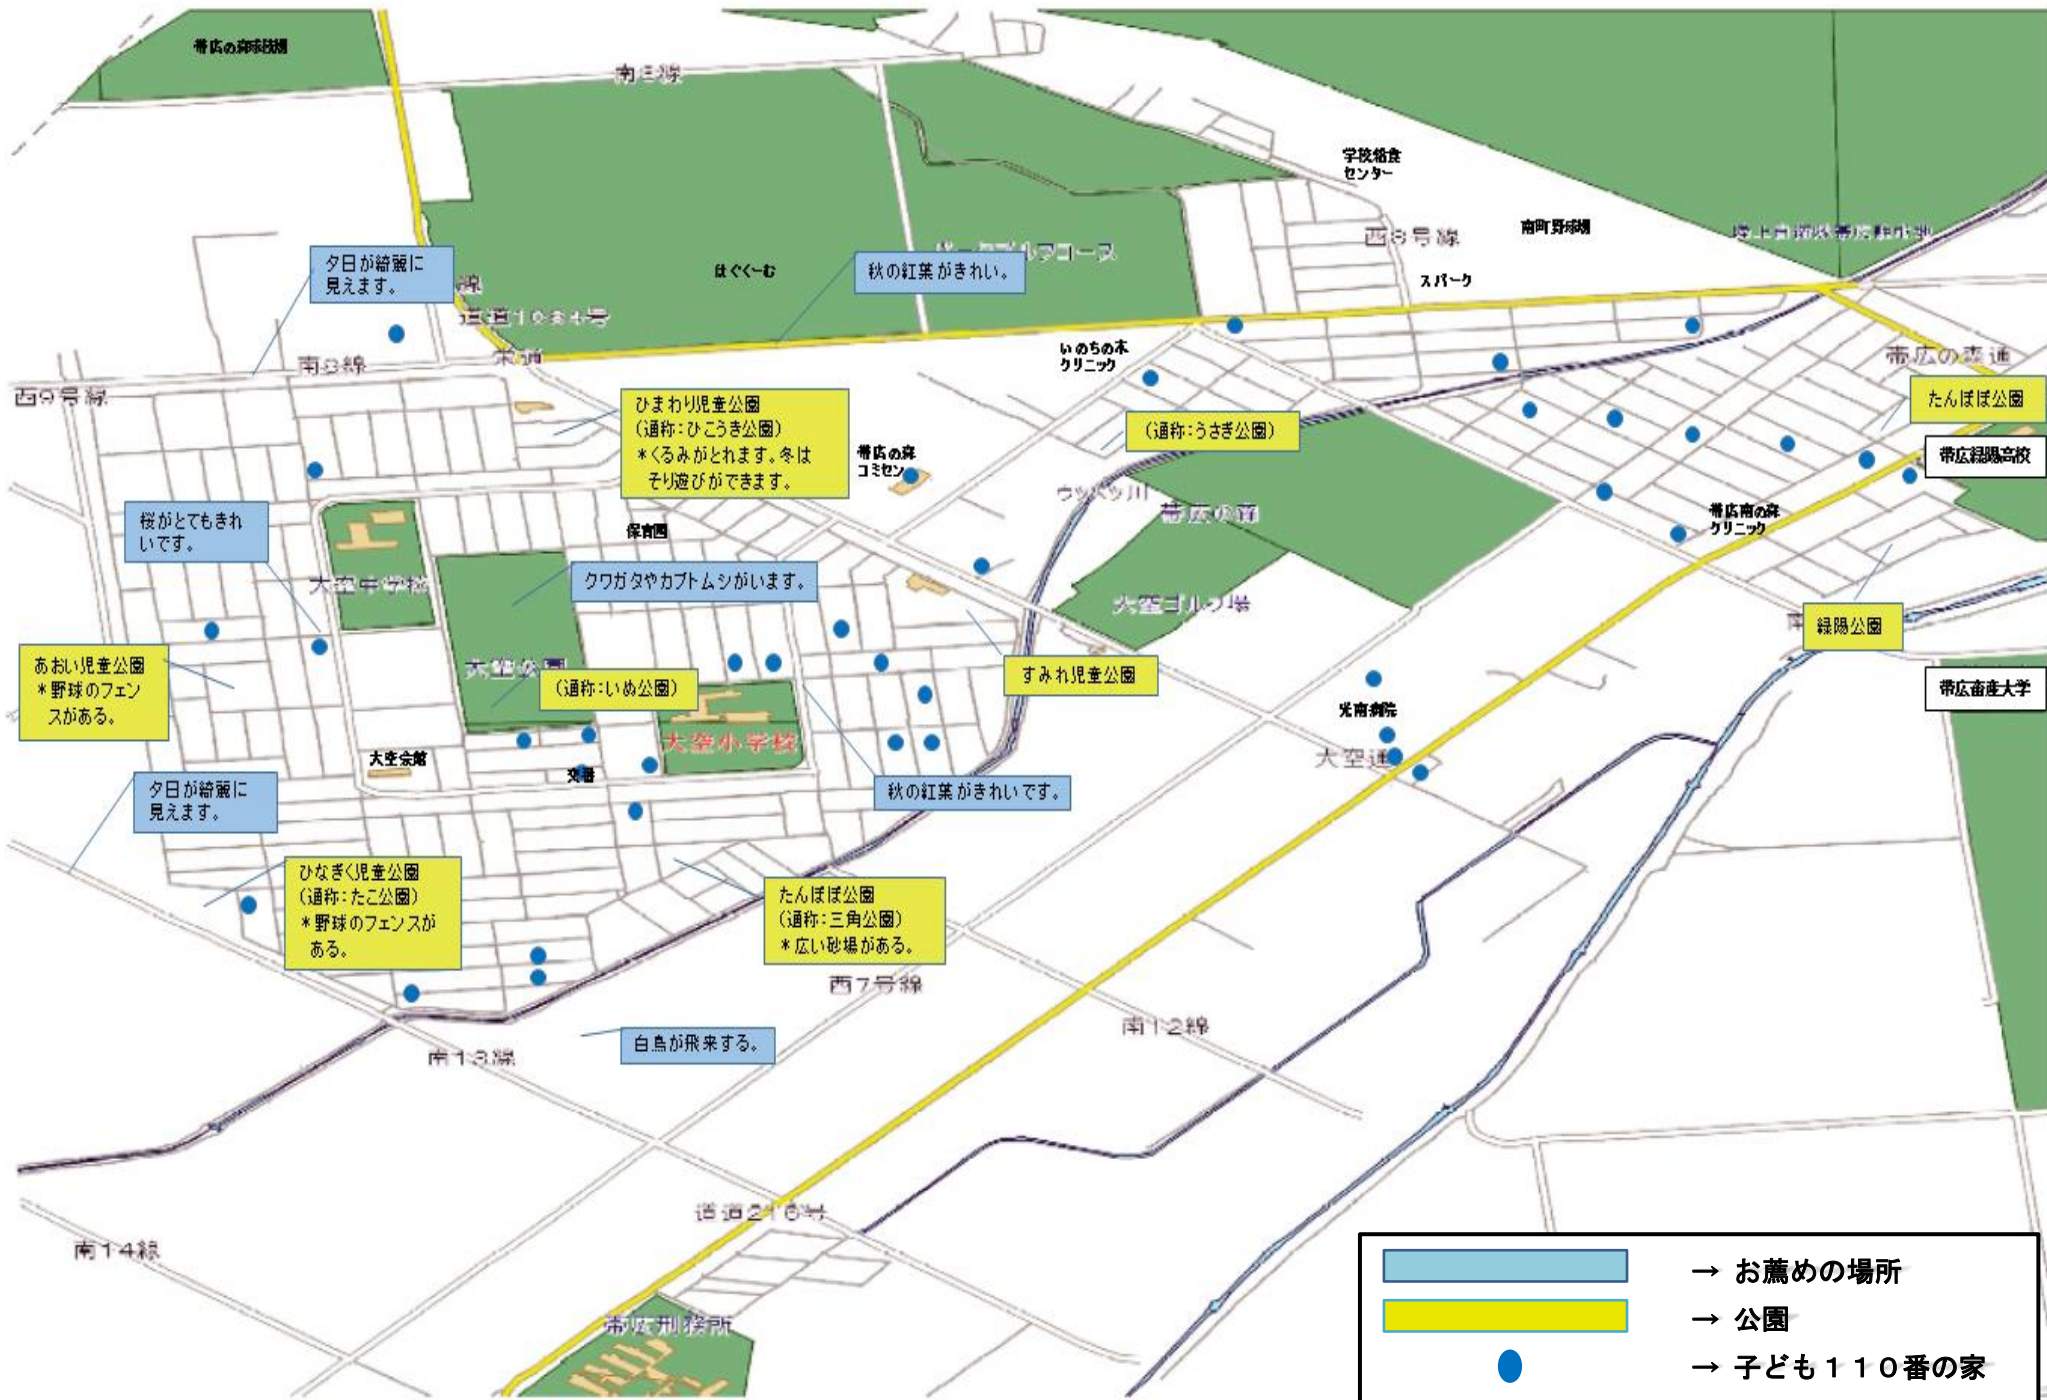 南8線
学校給食
センター
南町野球場
西8号線
はぐくーむ
スパーク
夕日が綺麗に
見えます。
秋の紅葉がきれい。
栄通
南9線
西9号線
いのちの木
クリニック
帯広の森通
たんぽぽ公園
ひまわり児童公園
(通称:ひこうき公園)
*くるみがとれます。冬は
そり遊びができます。
(通称:うさぎ公園)
帯広の森
コミセン
帯広緑陽高校
ウツベツ川
帯広の森
帯広南の森
クリニック
桜がとてもきれ
いです。
保育園
大空中学校
クワガタやカブトムシがいます。
大空ゴルフ場
緑陽公園
あおい児童公園
*野球のフェン
スがある。
大空公園
(通称:いぬ公園)
すみれ児童公園
帯広畜産大学
光南病院
大空小学校
大空会館
交番
大空通
夕日が綺麗に
見えます。
秋の紅葉がきれいです。
ひなぎく児童公園
(通称:たこ公園)
*野球のフェンスが
ある。
たんぽぽ公園
(通称:三角公園)
*広い砂場がある。
西7号線
南12線
白鳥が飛来する。
南13線
道道216号
南14線
帯広刑務所
→ お薦めの場所
→ 公園
→ 子ども110番の家